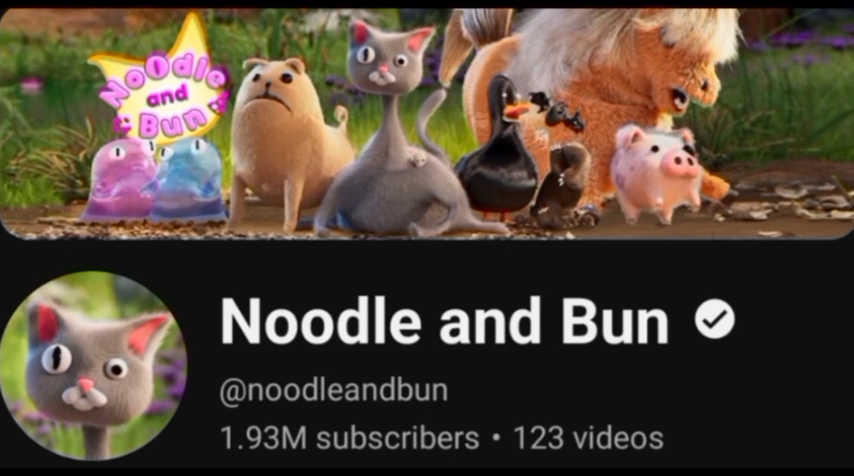 Noodle
and
Bun
Noodle and Bun
@noodleandbun
1.93M subscribers • 123 videos